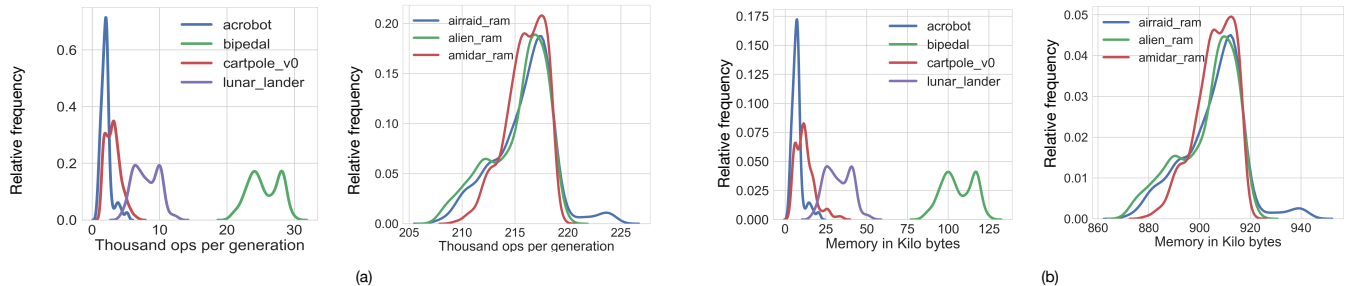 acrobot
bipedal
cartpole_v0
lunar_lander
Relative frequency
0.6
0.4
0.2
0.0
0 10 20 30
Thousand ops per generation
airraid_ram
alien_ram
amidar_ram
Relative frequency
0.20
0.15
0.10
0.05
0.00
205 210 215 220 225
Thousand ops per generation
(a)
acrobot
bipedal
cartpole_v0
lunar_lander
Relative frequency
0.175
0.150
0.125
0.100
0.075
0.050
0.025
0.000
0 25 50 75 100 125
Memory in Kilo bytes
airraid_ram
alien_ram
amidar_ram
Relative frequency
0.05
0.04
0.03
0.02
0.01
0.00
860 880 900 920 940
Memory in Kilo bytes
(b)